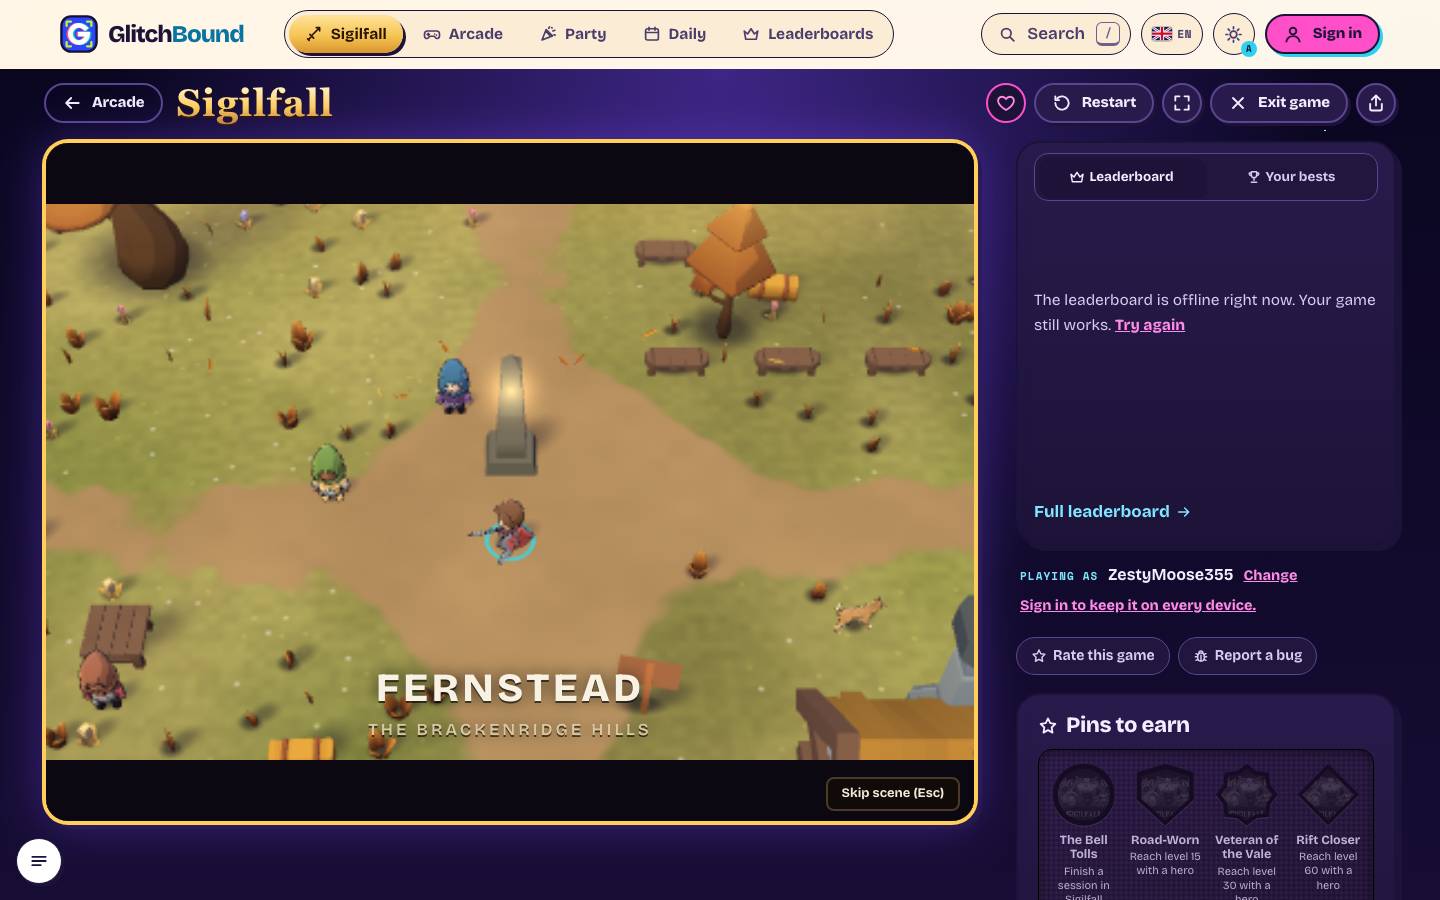 GlitchBound
Sigilfall
Arcade
Party
Daily
Leaderboards
Search /
EN
A
Sign in
Arcade
Sigilfall
Restart
Exit game
Leaderboard
Your bests
The leaderboard is offline right now. Your game
still works. Try again
Full leaderboard →
PLAYING AS ZestyMoose355 Change
Sign in to keep it on every device.
Rate this game
Report a bug
FERNSTEAD
THE BRACKENRIDGE HILLS
Skip scene (Esc)
Pins to earn
The Bell
Tolls
Finish a
session in
Sigilfall
Road-Worn
Reach level 15
with a hero
Veteran of
the Vale
Reach level
30 with a
hero
Rift Closer
Reach level
60 with a
hero